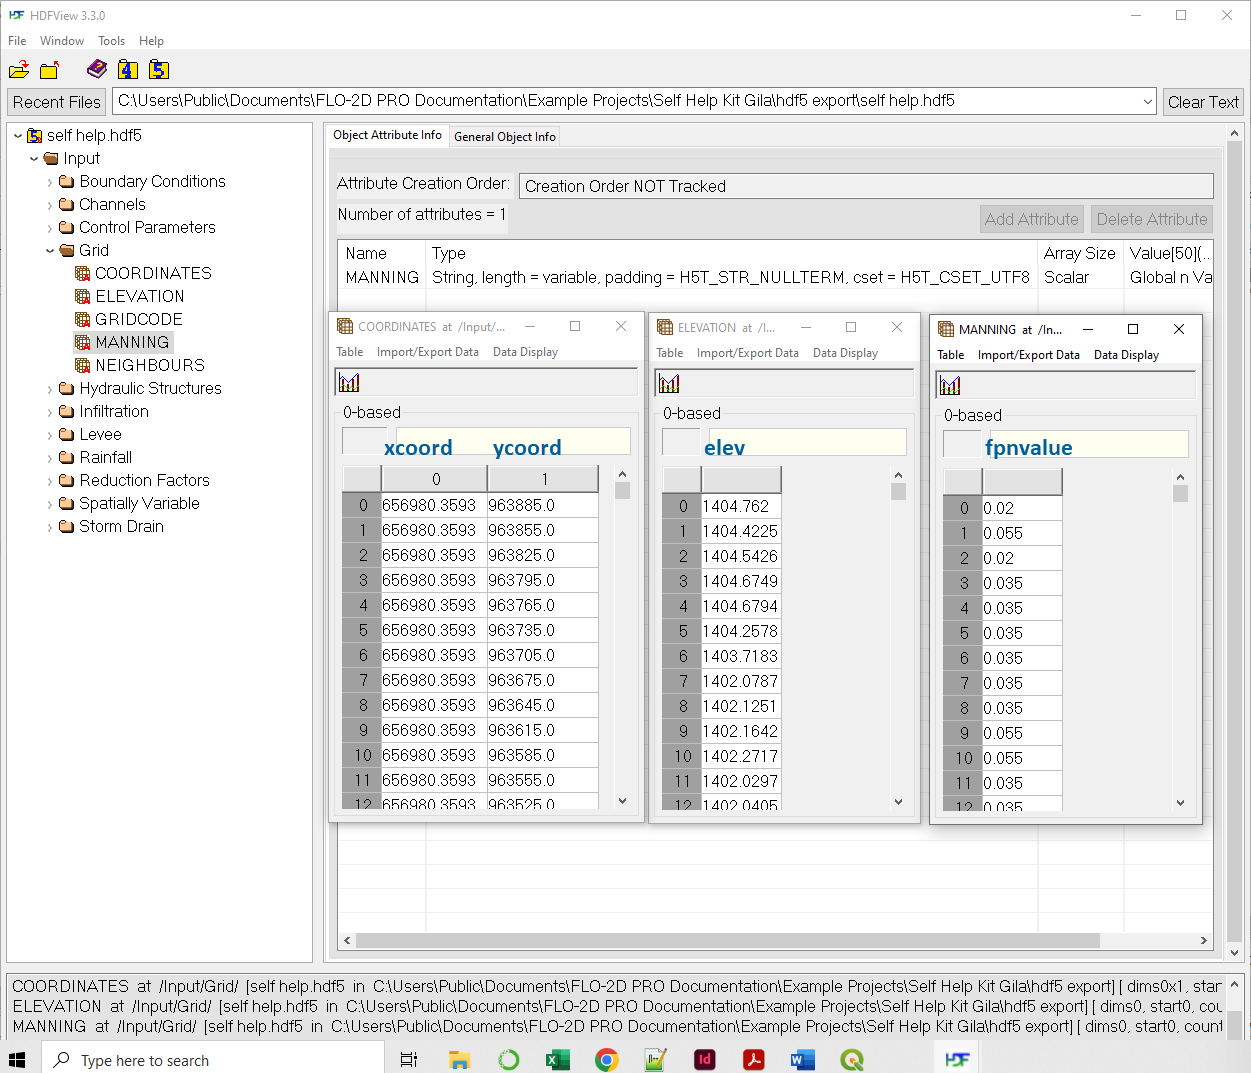 HDF HDFView 3.3.0
File Window Tools Help
4 5
Recent Files C:\Users\Public\Documents\FLO-2D PRO Documentation\Example Projects\Self Help Kit Gila\hdf5 export\self help.hdf5 Clear Text
5 self help.hdf5
Input
Boundary Conditions
Channels
Control Parameters
Grid
COORDINATES
ELEVATION
GRIDCODE
MANNING
NEIGHBOURS
Hydraulic Structures
Infiltration
Levee
Rainfall
Reduction Factors
Spatially Variable
Storm Drain
Object Attribute Info General Object Info
Attribute Creation Order: Creation Order NOT Tracked
Number of attributes = 1 Add Attribute Delete Attribute
Name Type Array Size Value[50](...
MANNING String, length = variable, padding = H5T_STR_NULLTERM, cset = H5T_CSET_UTF8 Scalar Global n Va
COORDINATES at /Input/...
Table Import/Export Data Data Display
0-based
xcoord ycoord
0 1
0 656980.3593 963885.0
1 656980.3593 963855.0
2 656980.3593 963825.0
3 656980.3593 963795.0
4 656980.3593 963765.0
5 656980.3593 963735.0
6 656980.3593 963705.0
7 656980.3593 963675.0
8 656980.3593 963645.0
9 656980.3593 963615.0
10 656980.3593 963585.0
11 656980.3593 963555.0
12 656980.3593 963525.0
ELEVATION at /I...
Table Import/Export Data Data Display
0-based
elev
0 1404.762
1 1404.4225
2 1404.5426
3 1404.6749
4 1404.6794
5 1404.2578
6 1403.7183
7 1402.0787
8 1402.1251
9 1402.1642
10 1402.2717
11 1402.0297
12 1402.0405
MANNING at /In...
Table Import/Export Data Data Display
0-based
fpnvalue
0 0.02
1 0.055
2 0.02
3 0.035
4 0.035
5 0.035
6 0.035
7 0.035
8 0.035
9 0.055
10 0.055
11 0.035
12 0.035
COORDINATES at /Input/Grid/ [self help.hdf5 in C:\Users\Public\Documents\FLO-2D PRO Documentation\Example Projects\Self Help Kit Gila\hdf5 export] [ dims0x1, star
ELEVATION at /Input/Grid/ [self help.hdf5 in C:\Users\Public\Documents\FLO-2D PRO Documentation\Example Projects\Self Help Kit Gila\hdf5 export] [ dims0, start0, cou
MANNING at /Input/Grid/ [self help.hdf5 in C:\Users\Public\Documents\FLO-2D PRO Documentation\Example Projects\Self Help Kit Gila\hdf5 export] [ dims0, start0, count
Type here to search Id HDF